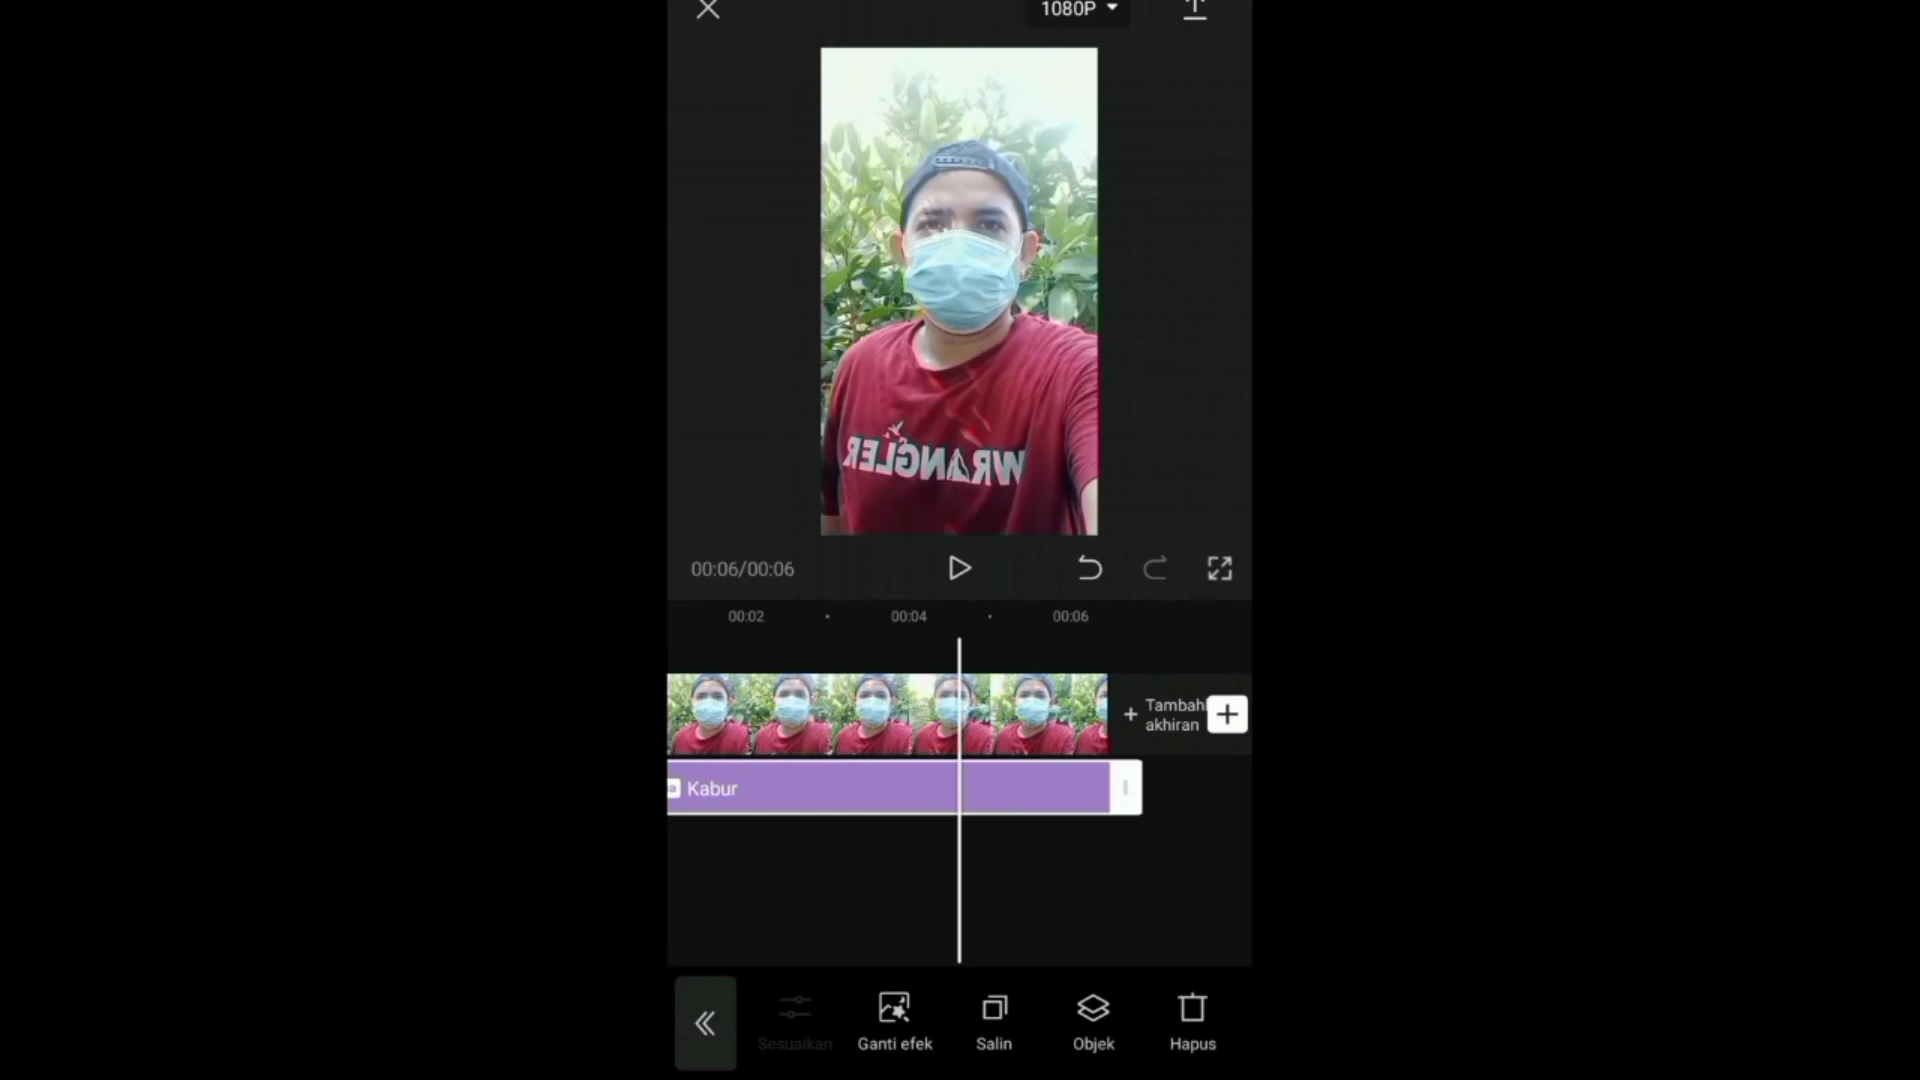 1080P
WRANGLER
00:06/00:06
00:02
00:04
00:06
+ Tambah
akhiran
Kabur
Sesuaikan
Ganti efek
Salin
Objek
Hapus